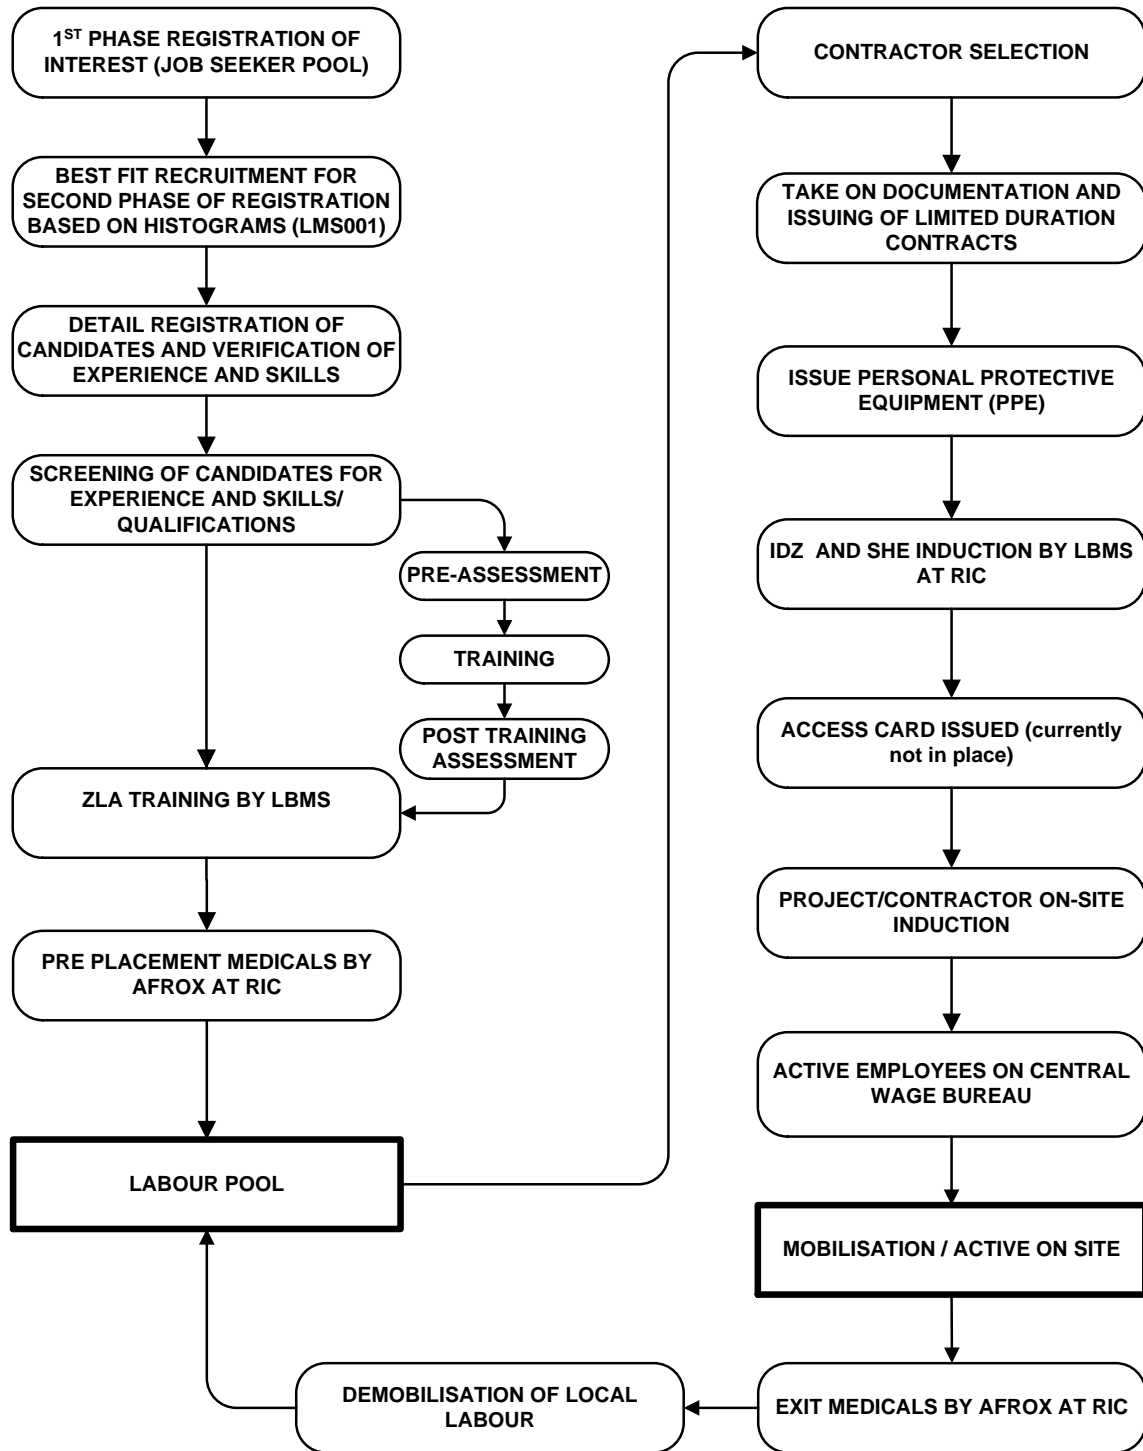 1ST PHASE REGISTRATION OF
INTEREST (JOB SEEKER POOL)
BEST FIT RECRUITMENT FOR
SECOND PHASE OF REGISTRATION
BASED ON HISTOGRAMS (LMS001)
DETAIL REGISTRATION OF
CANDIDATES AND VERIFICATION OF
EXPERIENCE AND SKILLS
SCREENING OF CANDIDATES FOR
EXPERIENCE AND SKILLS/
QUALIFICATIONS
PRE-ASSESSMENT
TRAINING
POST TRAINING
ASSESSMENT
ZLA TRAINING BY LBMS
PRE PLACEMENT MEDICALS BY
AFROX AT RIC
LABOUR POOL
CONTRACTOR SELECTION
TAKE ON DOCUMENTATION AND
ISSUING OF LIMITED DURATION
CONTRACTS
ISSUE PERSONAL PROTECTIVE
EQUIPMENT (PPE)
IDZ AND SHE INDUCTION BY LBMS
AT RIC
ACCESS CARD ISSUED (currently
not in place)
PROJECT/CONTRACTOR ON-SITE
INDUCTION
ACTIVE EMPLOYEES ON CENTRAL
WAGE BUREAU
MOBILISATION / ACTIVE ON SITE
EXIT MEDICALS BY AFROX AT RIC
DEMOBILISATION OF LOCAL
LABOUR